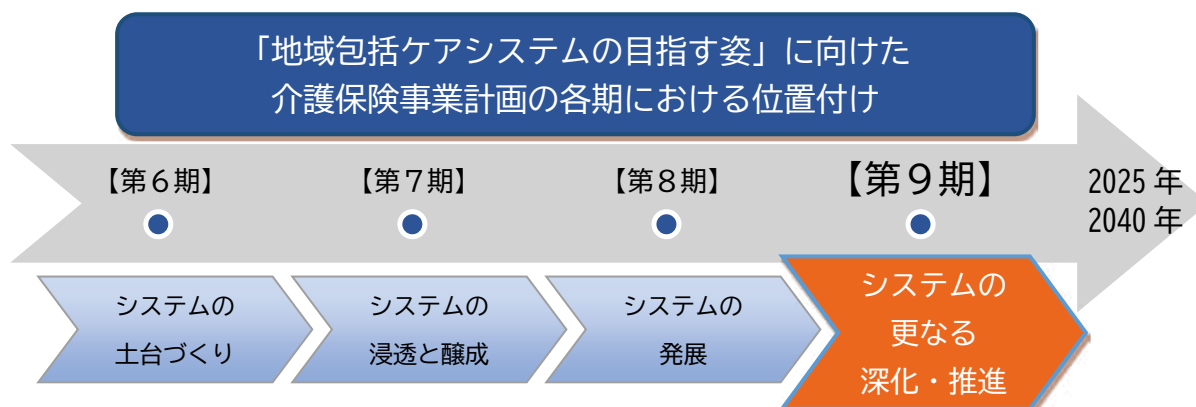 「地域包括ケアシステムの目指す姿」に向けた
介護保険事業計画の各期における位置付け
【第６期】
【第７期】
【第８期】
【第９期】
2025 年
2040 年
システムの
土台づくり
システムの
浸透と醸成
システムの
発展
システムの
更なる
深化・推進